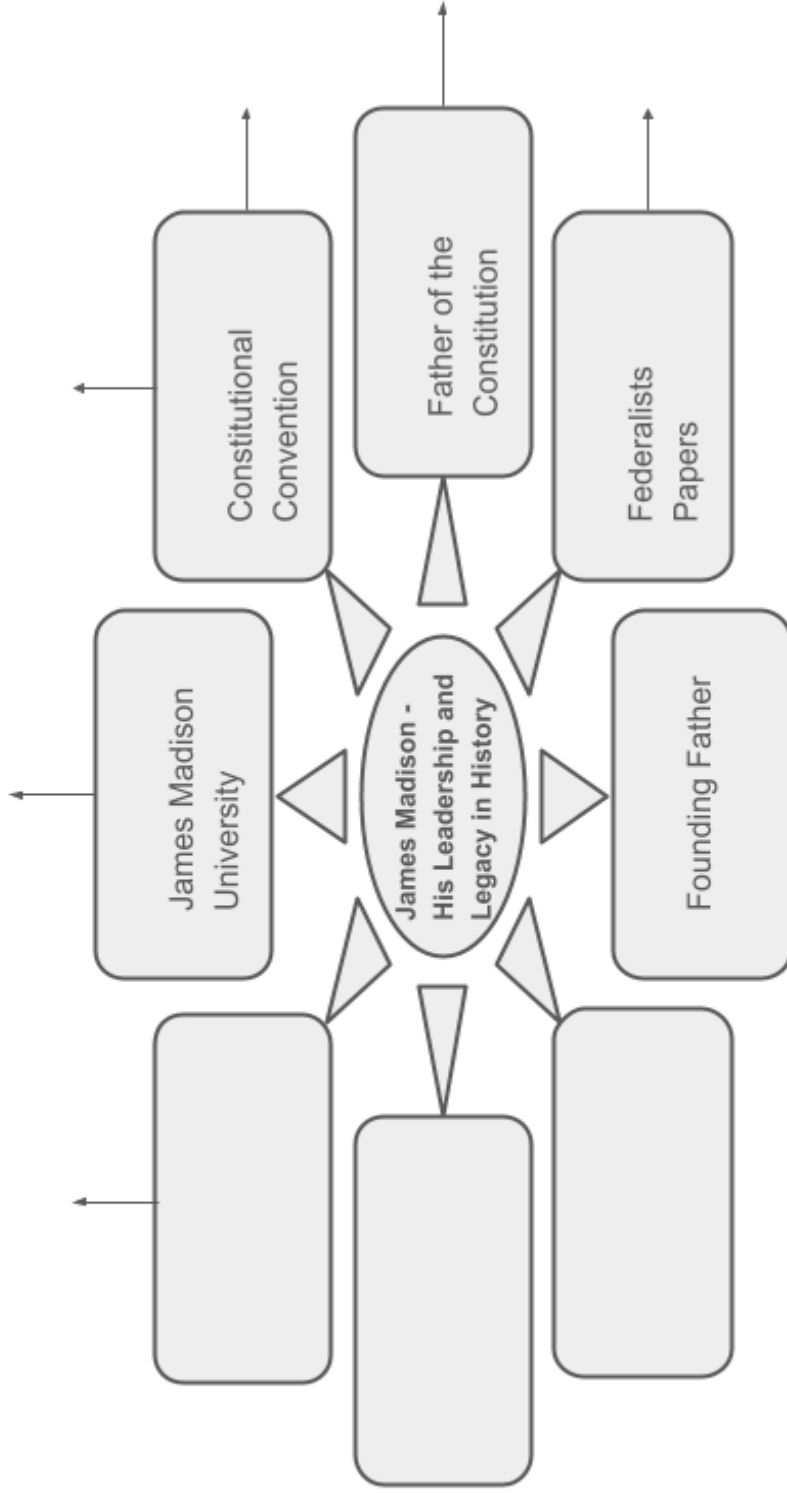 James Madison
University
Constitutional
Convention
James Madison -
His Leadership and
Legacy in History
Father of the
Constitution
Federalists
Papers
Founding Father